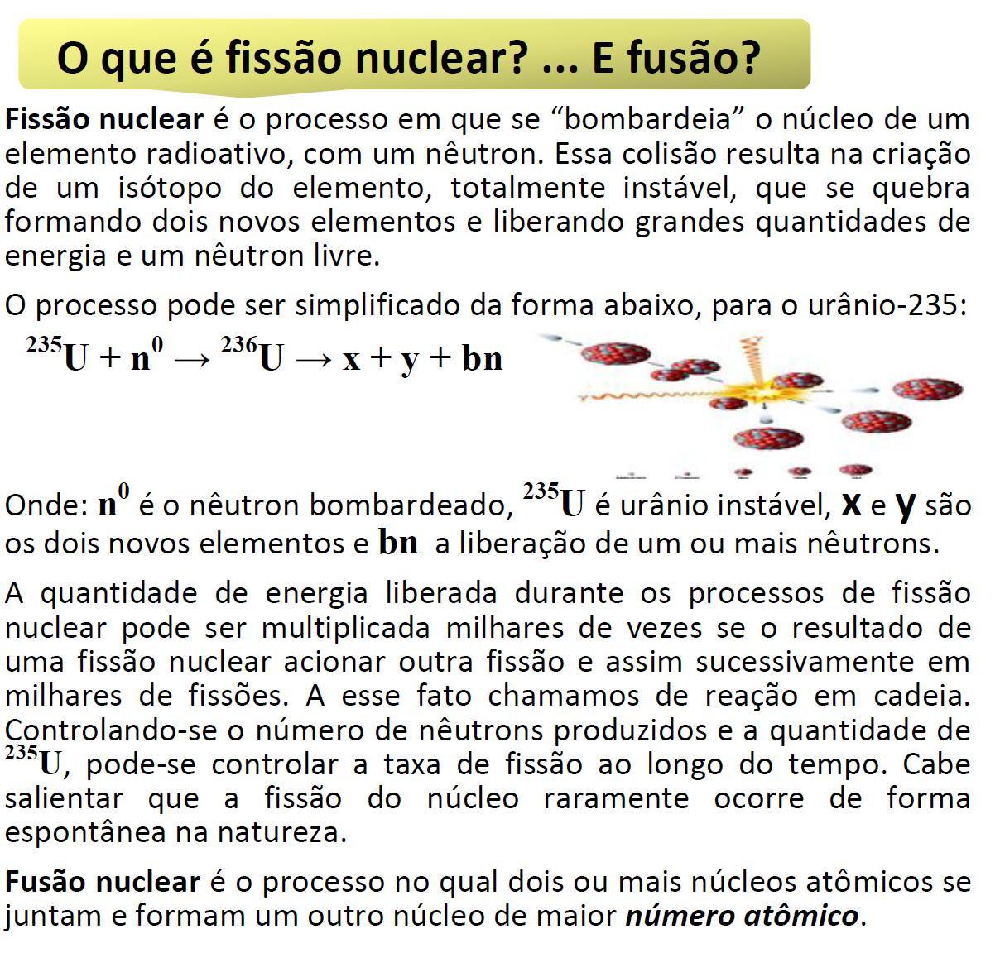 O que é fissão nuclear? ... E fusão?
Fissão nuclear é o processo em que se “bombardeia” o núcleo de um
elemento radioativo, com um nêutron. Essa colisão resulta na criação
de um isótopo do elemento, totalmente instável, que se quebra
formando dois novos elementos e liberando grandes quantidades de
energia e um nêutron livre.
O processo pode ser simplificado da forma abaixo, para o urânio-235:
²³⁵U + n⁰ → ²³⁶U → x + y + bn
Onde: n⁰ é o nêutron bombardeado, ²³⁵U é urânio instável, x e y são
os dois novos elementos e bn a liberação de um ou mais nêutrons.
A quantidade de energia liberada durante os processos de fissão
nuclear pode ser multiplicada milhares de vezes se o resultado de
uma fissão nuclear acionar outra fissão e assim sucessivamente em
milhares de fissões. A esse fato chamamos de reação em cadeia.
Controlando-se o número de nêutrons produzidos e a quantidade de
²³⁵U, pode-se controlar a taxa de fissão ao longo do tempo. Cabe
salientar que a fissão do núcleo raramente ocorre de forma
espontânea na natureza.
Fusão nuclear é o processo no qual dois ou mais núcleos atômicos se
juntam e formam um outro núcleo de maior número atômico.